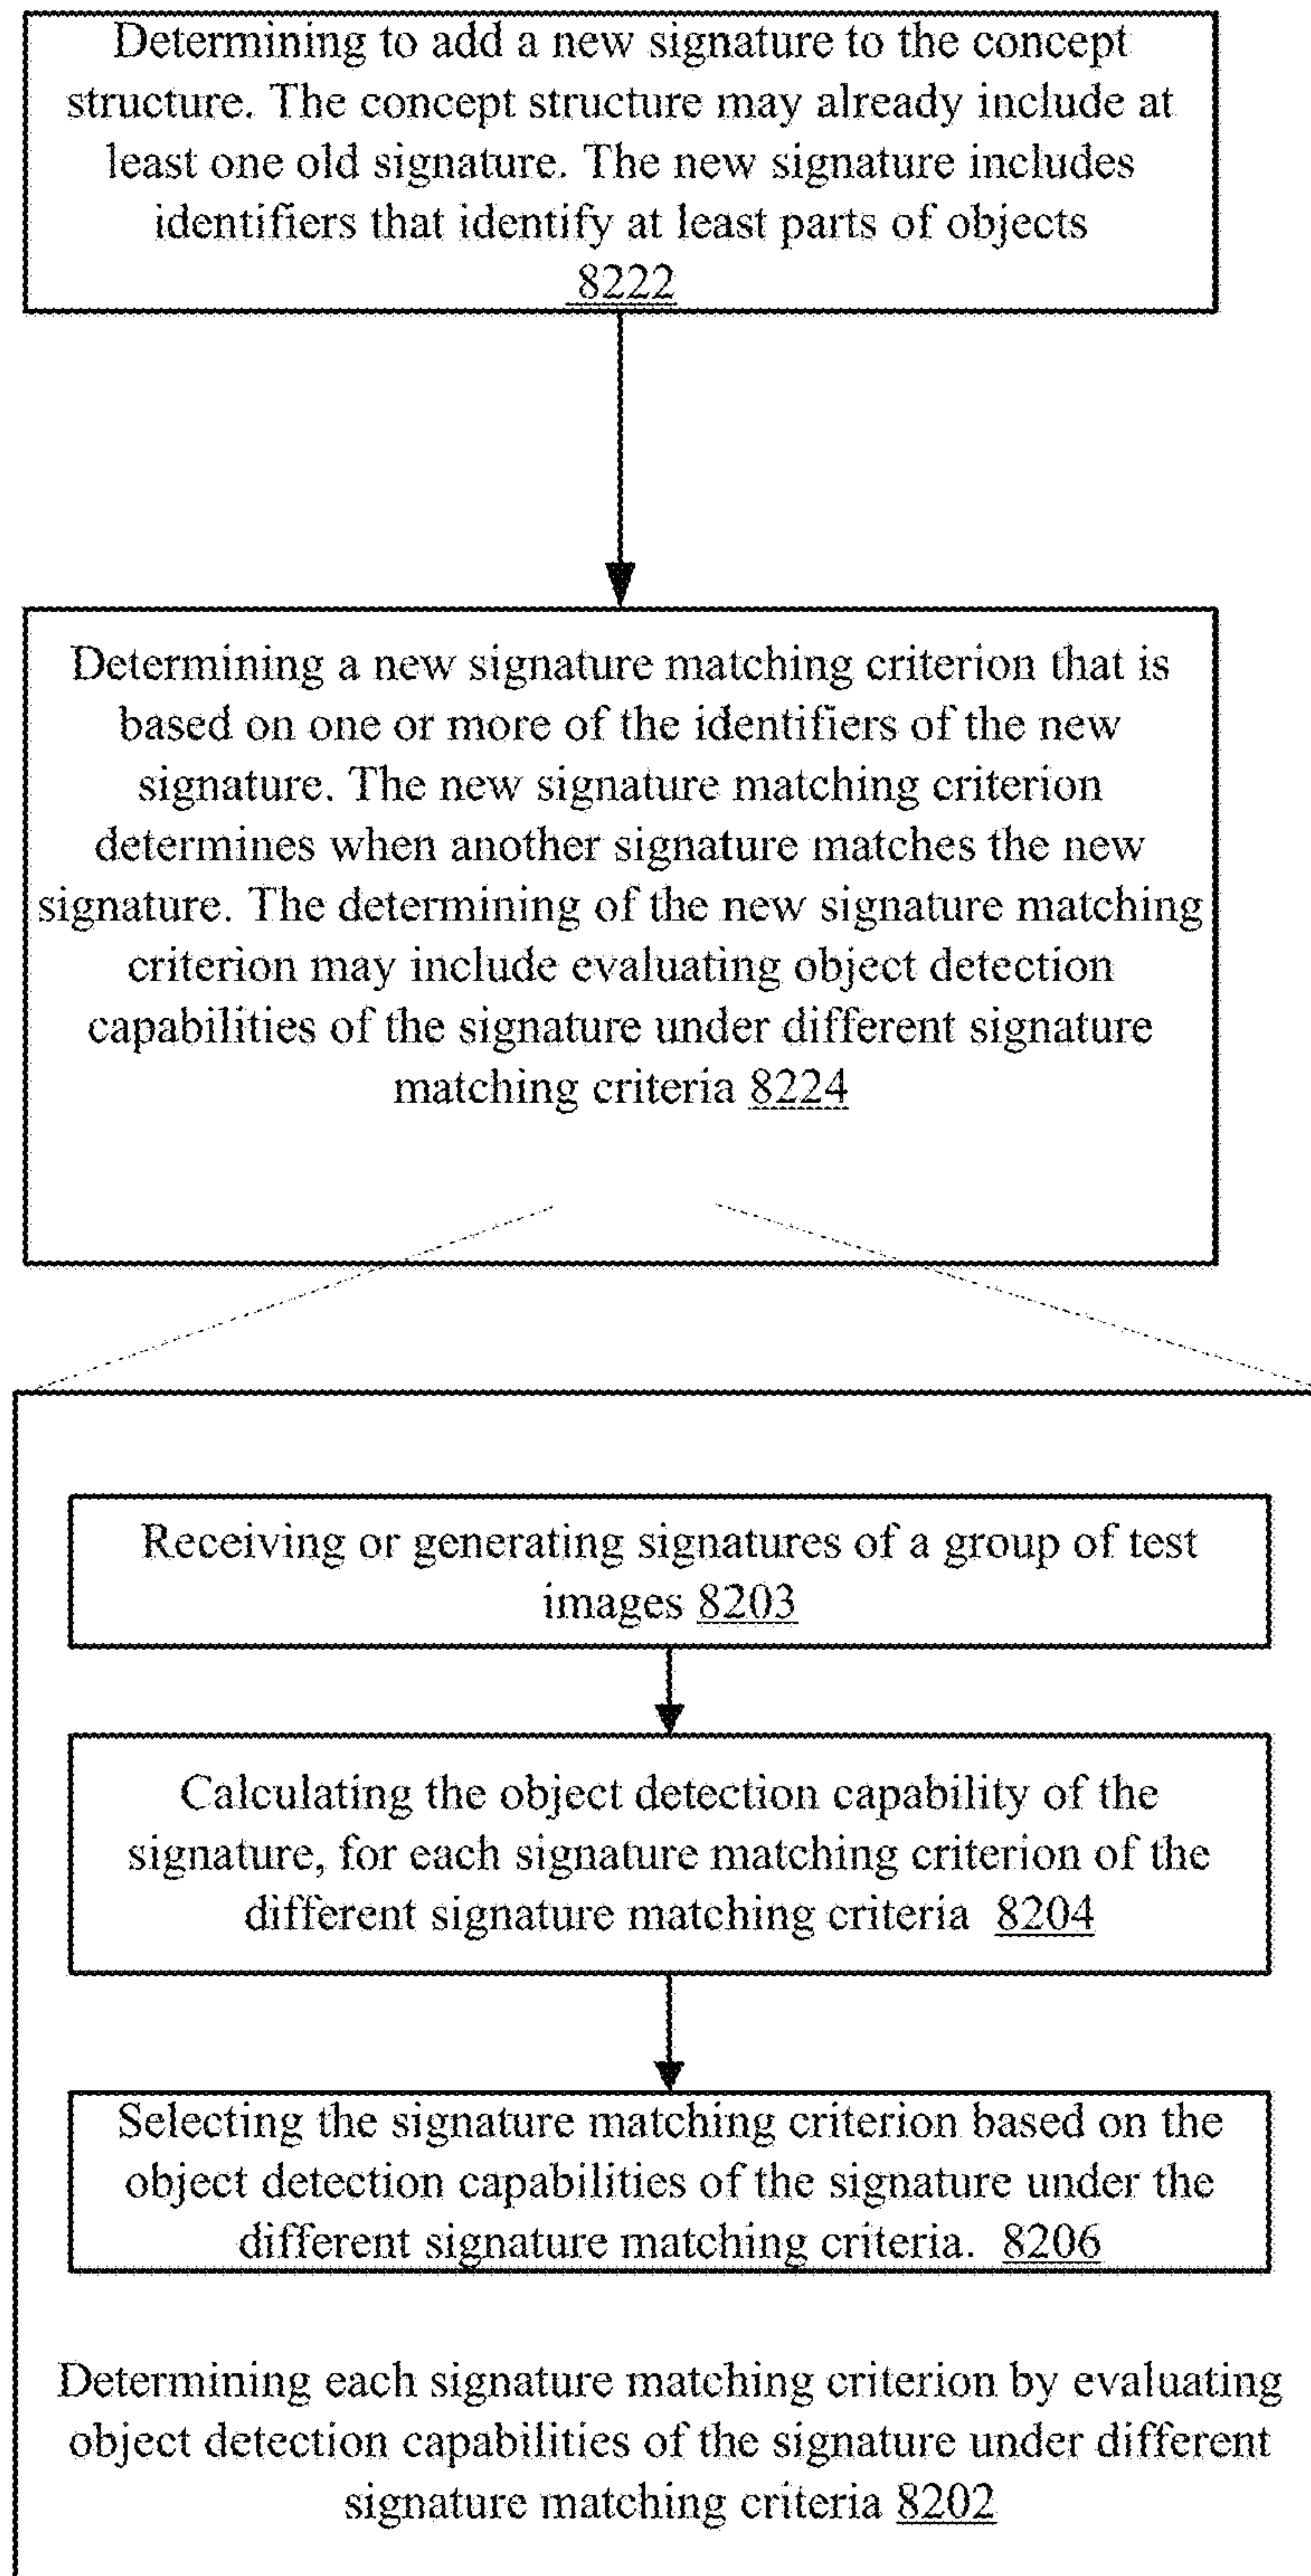 Determining to add a new signature to the concept
structure. The concept structure may already include at
least one old signature. The new signature includes
identifiers that identify at least parts of objects
8222
Determining a new signature matching criterion that is
based on one or more of the identifiers of the new
signature. The new signature matching criterion
determines when another signature matches the new
signature. The determining of the new signature matching
criterion may include evaluating object detection
capabilities of the signature under different signature
matching criteria 8224
Receiving or generating signatures of a group of test
images 8203
Calculating the object detection capability of the
signature, for each signature matching criterion of the
different signature matching criteria 8204
Selecting the signature matching criterion based on the
object detection capabilities of the signature under the
different signature matching criteria. 8206
Determining each signature matching criterion by evaluating
object detection capabilities of the signature under different
signature matching criteria 8202